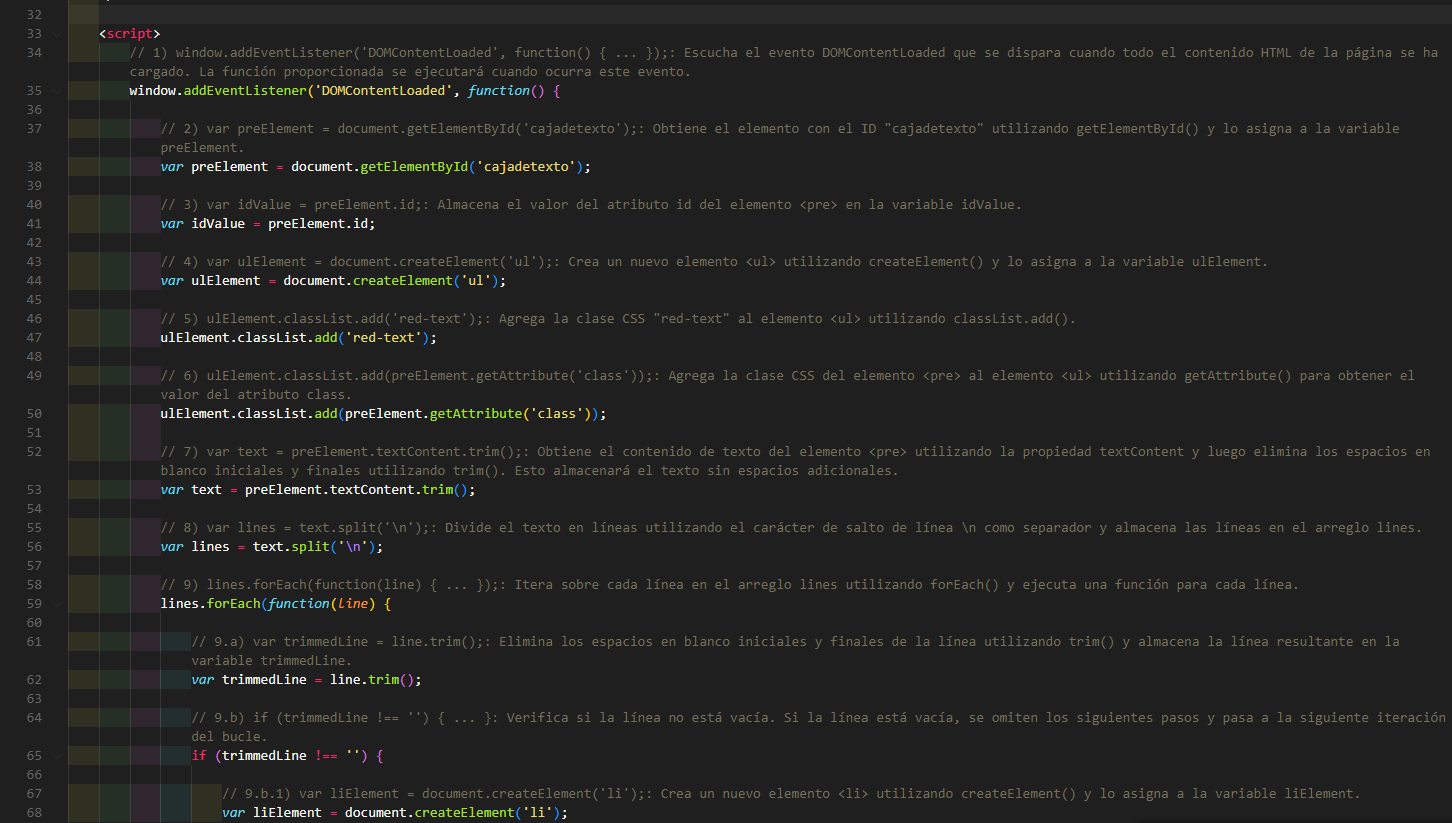 32
33 <script>
34 // 1) window.addEventListener('DOMContentLoaded', function() { ... });: Escucha el evento DOMContentLoaded que se dispara cuando todo el contenido HTML de la página se ha
cargado. La función proporcionada se ejecutará cuando ocurra este evento.
35 window.addEventListener('DOMContentLoaded', function() {
36
37 // 2) var preElement = document.getElementById('cajadetexto');: Obtiene el elemento con el ID "cajadetexto" utilizando getElementById() y lo asigna a la variable
preElement.
38 var preElement = document.getElementById('cajadetexto');
39
40 // 3) var idValue = preElement.id;: Almacena el valor del atributo id del elemento <pre> en la variable idValue.
41 var idValue = preElement.id;
42
43 // 4) var ulElement = document.createElement('ul');: Crea un nuevo elemento <ul> utilizando createElement() y lo asigna a la variable ulElement.
44 var ulElement = document.createElement('ul');
45
46 // 5) ulElement.classList.add('red-text');: Agrega la clase CSS "red-text" al elemento <ul> utilizando classList.add().
47 ulElement.classList.add('red-text');
48
49 // 6) ulElement.classList.add(preElement.getAttribute('class'));: Agrega la clase CSS del elemento <pre> al elemento <ul> utilizando getAttribute() para obtener el
valor del atributo class.
50 ulElement.classList.add(preElement.getAttribute('class'));
51
52 // 7) var text = preElement.textContent.trim();: Obtiene el contenido de texto del elemento <pre> utilizando la propiedad textContent y luego elimina los espacios en
blanco iniciales y finales utilizando trim(). Esto almacenará el texto sin espacios adicionales.
53 var text = preElement.textContent.trim();
54
55 // 8) var lines = text.split('\n');: Divide el texto en líneas utilizando el carácter de salto de línea \n como separador y almacena las líneas en el arreglo lines.
56 var lines = text.split('\n');
57
58 // 9) lines.forEach(function(line) { ... });: Itera sobre cada línea en el arreglo lines utilizando forEach() y ejecuta una función para cada línea.
59 lines.forEach(function(line) {
60
61 // 9.a) var trimmedLine = line.trim();: Elimina los espacios en blanco iniciales y finales de la línea utilizando trim() y almacena la línea resultante en la
variable trimmedLine.
62 var trimmedLine = line.trim();
63
64 // 9.b) if (trimmedLine !== '') { ... }: Verifica si la línea no está vacía. Si la línea está vacía, se omiten los siguientes pasos y pasa a la siguiente iteración
del bucle.
65 if (trimmedLine !== '') {
66
67 // 9.b.1) var liElement = document.createElement('li');: Crea un nuevo elemento <li> utilizando createElement() y lo asigna a la variable liElement.
68 var liElement = document.createElement('li');